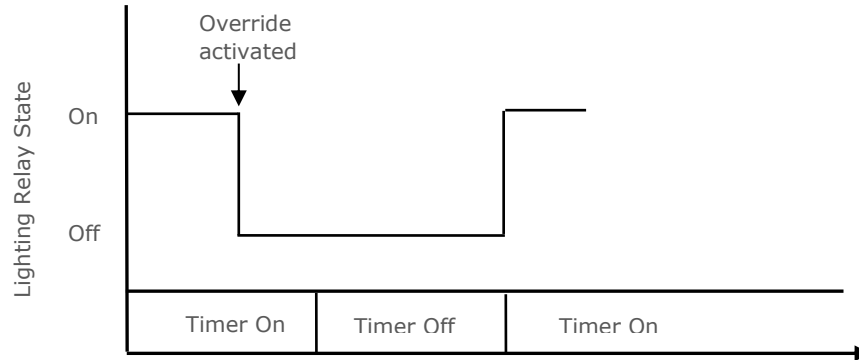 Override
activated
Lighting Relay State
On
Off
Timer On
Timer Off
Timer On